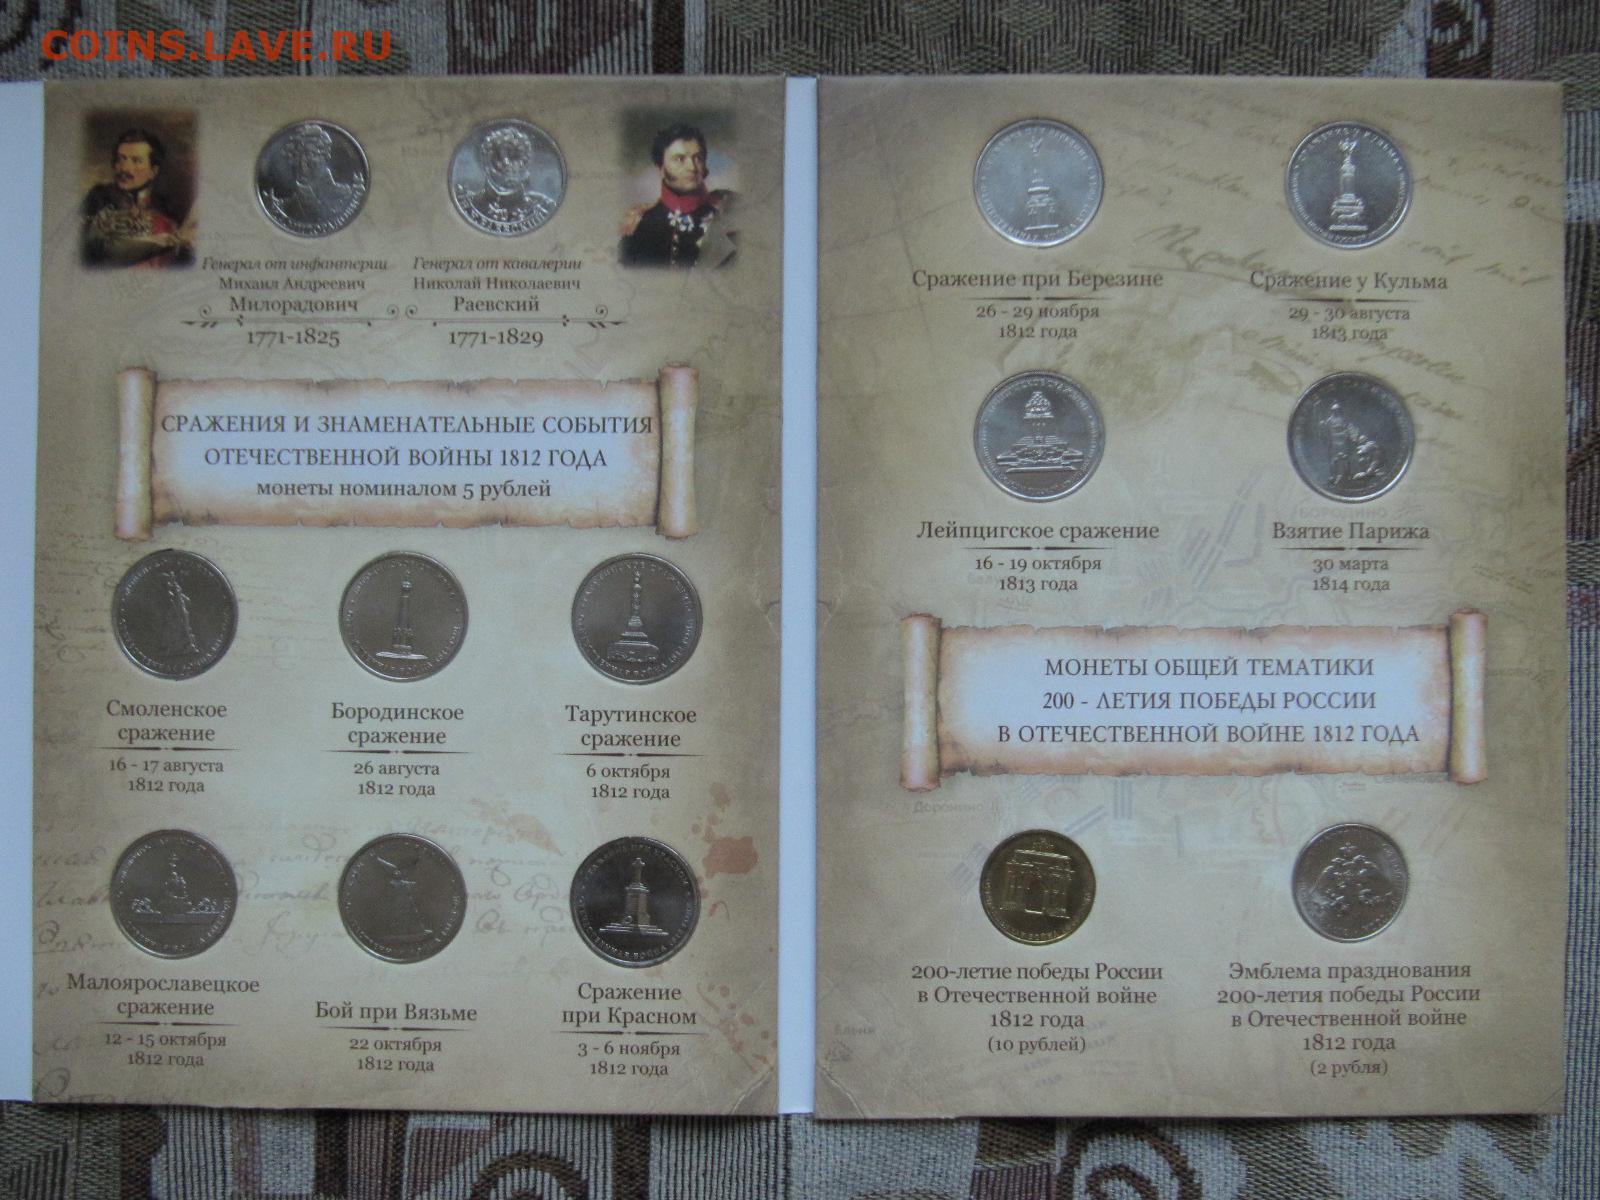 COINS.LAVE.RU
Генерал от инфантерии
Михаил Андреевич
Милорадович
1771-1825
Генерал от кавалерии
Николай Николаевич
Раевский
1771-1829
СРАЖЕНИЯ И ЗНАМЕНАТЕЛЬНЫЕ СОБЫТИЯ
ОТЕЧЕСТВЕННОЙ ВОЙНЫ 1812 ГОДА
монеты номиналом 5 рублей
Смоленское
сражение
16 - 17 августа
1812 года
Бородинское
сражение
26 августа
1812 года
Тарутинское
сражение
6 октября
1812 года
Малоярославецкое
сражение
12 - 15 октября
1812 года
Бой при Вязьме
22 октября
1812 года
Сражение
при Красном
3 - 6 ноября
1812 года
Сражение при Березине
26 - 29 ноября
1812 года
Сражение у Кульма
29 - 30 августа
1813 года
Лейпцигское сражение
16 - 19 октября
1813 года
БОРОДИНО
Взятие Парижа
30 марта
1814 года
МОНЕТЫ ОБЩЕЙ ТЕМАТИКИ
200 - ЛЕТИЯ ПОБЕДЫ РОССИИ
В ОТЕЧЕСТВЕННОЙ ВОЙНЕ 1812 ГОДА
Доронино
200-летие победы России
в Отечественной войне
1812 года
(10 рублей)
Эмблема празднования
200-летия победы России
в Отечественной войне
1812 года
(2 рубля)